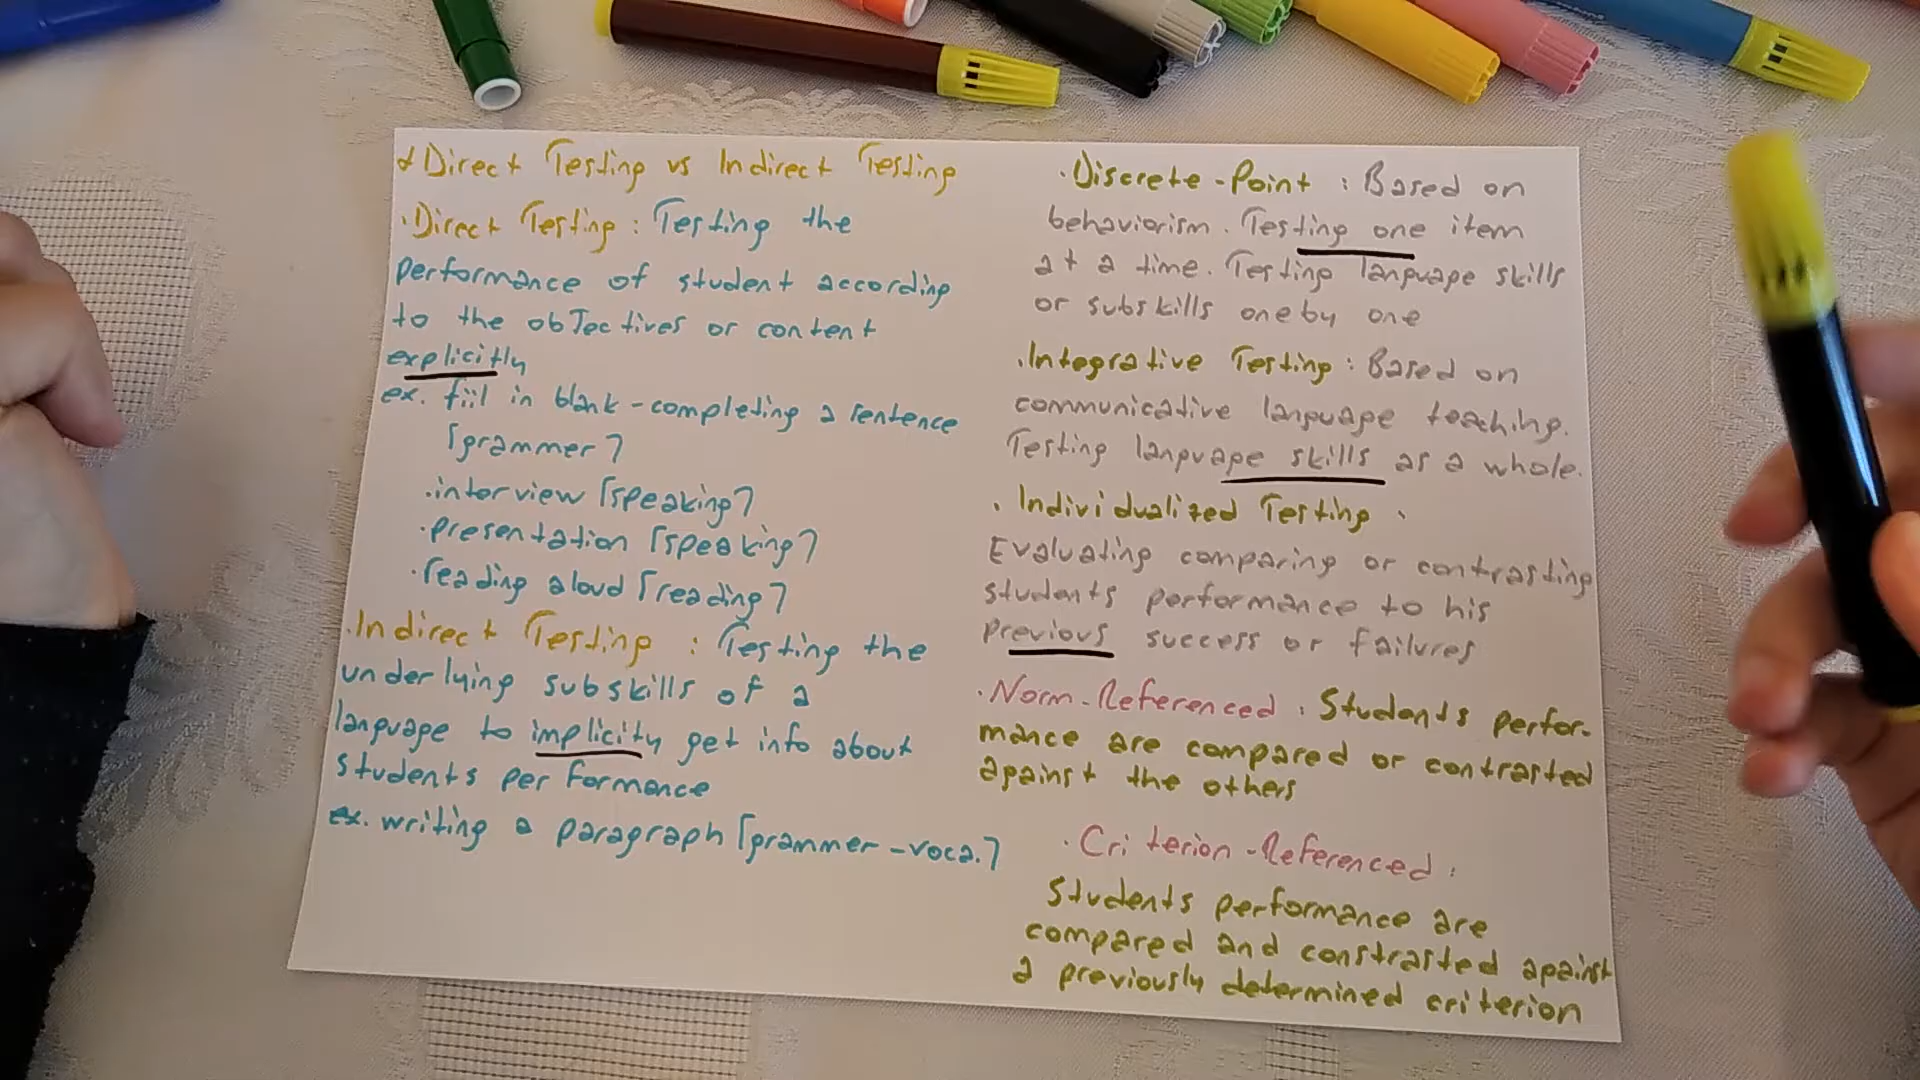 Direct Testing vs Indirect Testing
·Direct Testing : Testing the
performance of student according
to the objectives or content
explicitly
ex. fiil in blank-completing a sentence
[grammer]
·interview [speaking]
·presentation [speaking]
·reading aloud [reading]
·Indirect Testing : Testing the
underlying subskills of a
language to implicity get info about
students performance
ex. writing a paragraph [grammer-voca.]
·Discrete-Point : Based on
behaviorism. Testing one item
at a time. Testing language skills
or subskills one by one
·Integrative Testing : Based on
communicative language teaching.
Testing language skills as a whole.
· Individualized Testing :
Evaluating comparing or contrasting
students performance to his
previous success or failures
·Norm-Referenced : Students perfor-
mance are compared or contrasted
against the others
·Criterion-Referenced :
Students performance are
compared and constrasted against
a previously determined criterion